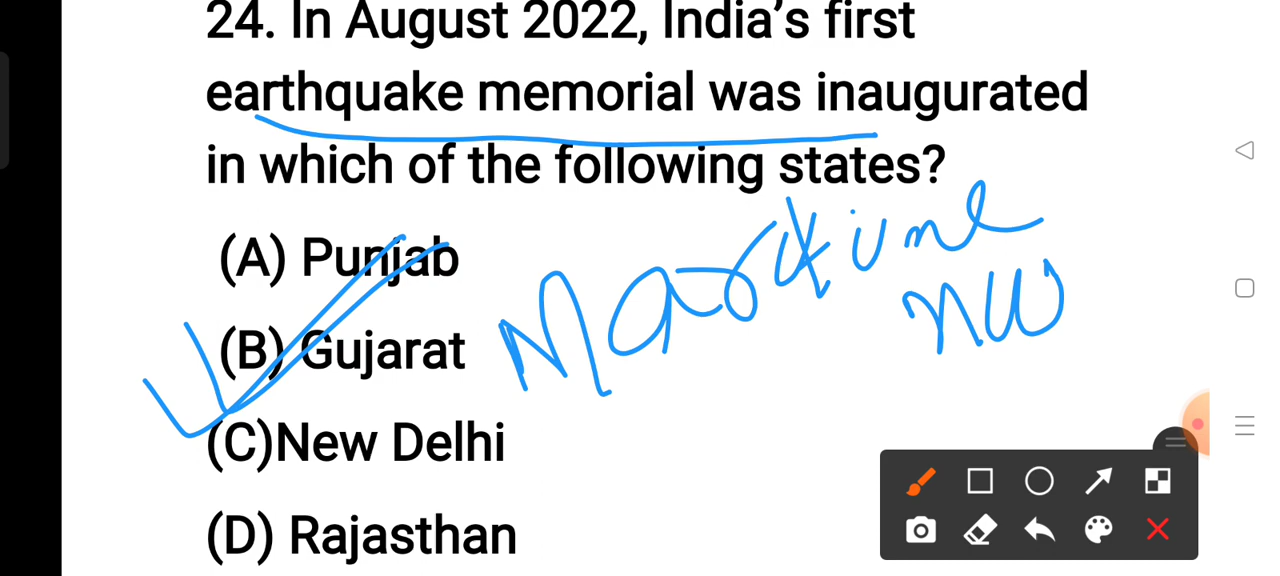 24. In August 2022, India's first
earthquake memorial was inaugurated
in which of the following states?
(A) Punjab
(B) Gujarat
(C)New Delhi
(D) Rajasthan